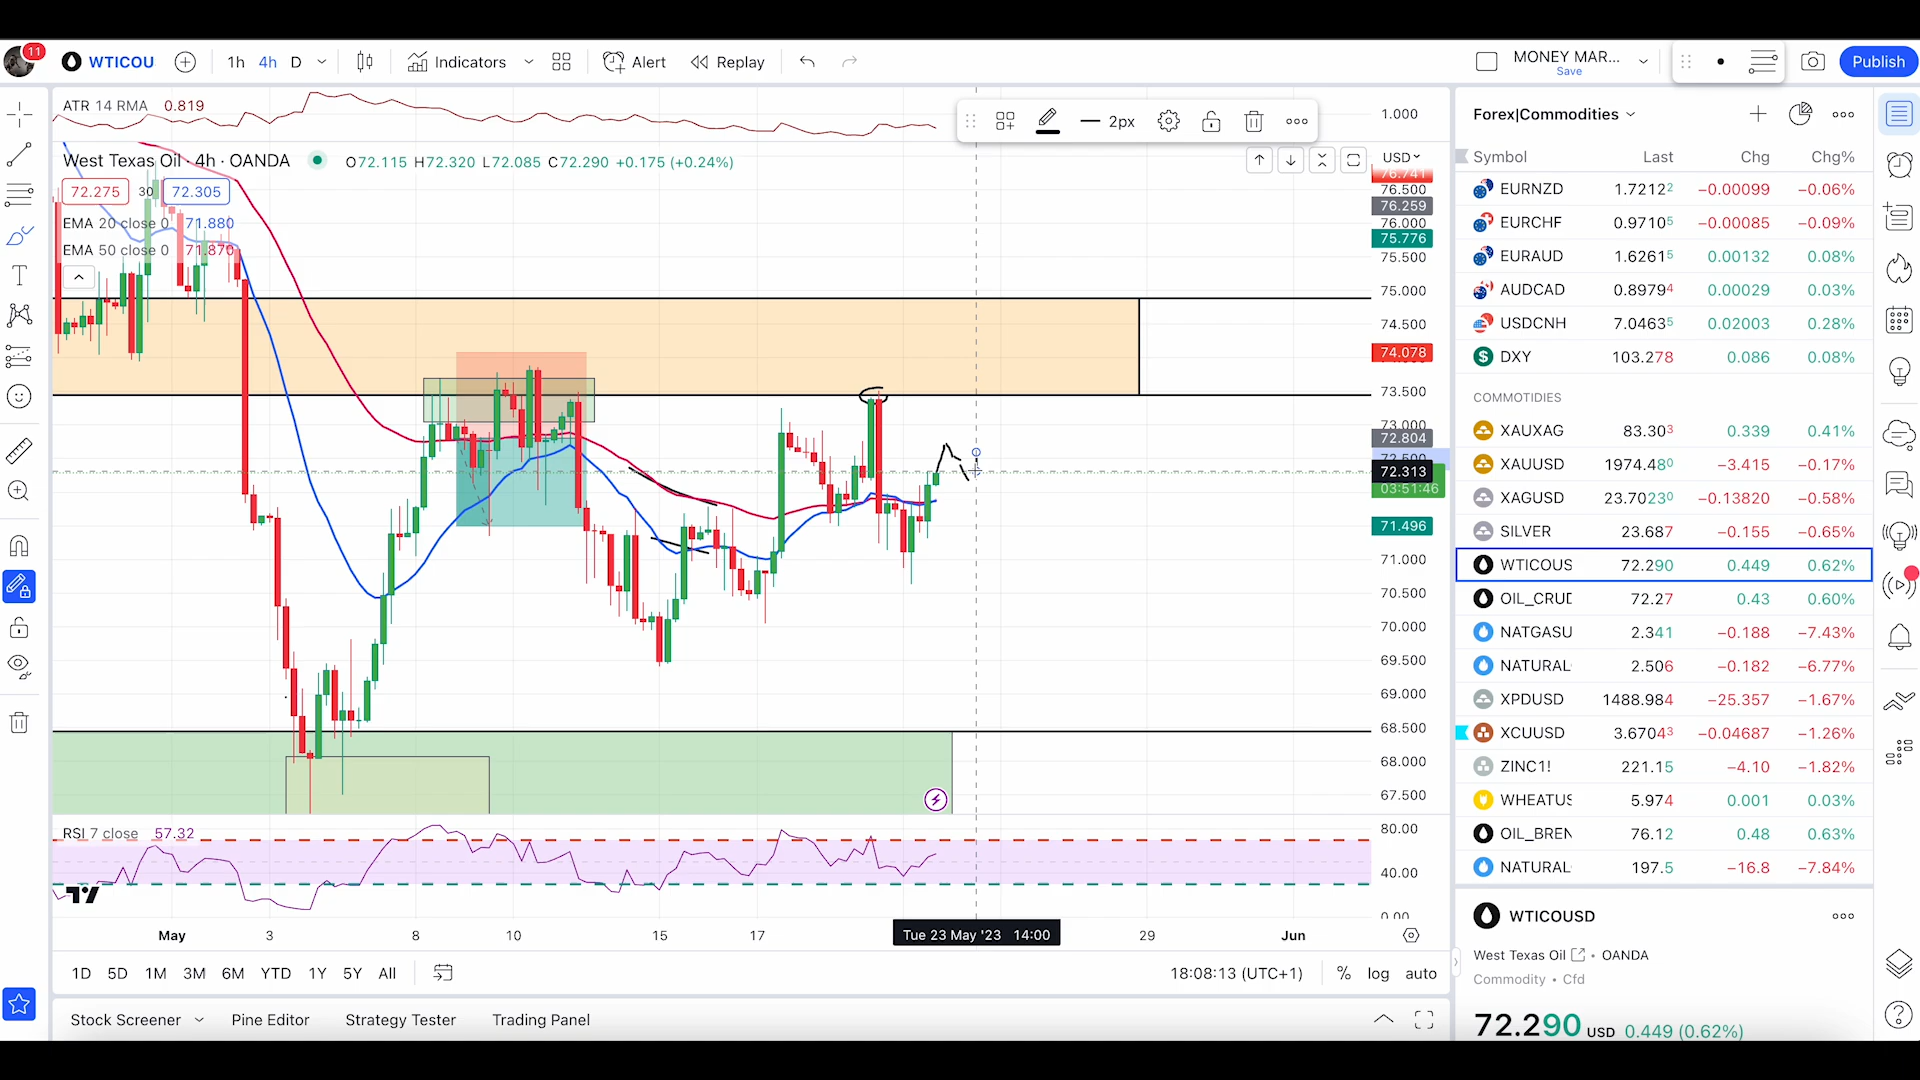 11
WTICOU
1h 4h D
Indicators
Alert
Replay
MONEY MAR...
Save
Publish
ATR 14 RMA 0.819
2px
1.000
West Texas Oil · 4h · OANDA
O72.115 H72.320 L72.085 C72.290 +0.175 (+0.24%)
72.275 30 72.305
EMA 20 close 0 71.880
EMA 50 close 0 71.870
USD
76.741
76.500
76.259
76.000
75.776
75.500
75.000
74.500
74.078
73.500
73.000
72.804
72.500
72.313
03:51:46
71.496
71.000
70.500
70.000
69.500
69.000
68.500
68.000
67.500
RSI 7 close 57.32
80.00
40.00
0.00
May 3 8 10 15 17 Tue 23 May '23 14:00 29 Jun
1D 5D 1M 3M 6M YTD 1Y 5Y All
18:08:13 (UTC+1) % log auto
Stock Screener Pine Editor Strategy Tester Trading Panel
Forex|Commodities
Symbol Last Chg Chg%
EURNZD 1.72122 −0.00099 −0.06%
EURCHF 0.97105 −0.00085 −0.09%
EURAUD 1.62615 0.00132 0.08%
AUDCAD 0.89794 0.00029 0.03%
USDCNH 7.04635 0.02003 0.28%
DXY 103.278 0.086 0.08%
COMMOTIDIES
XAUXAG 83.303 0.339 0.41%
XAUUSD 1974.480 −3.415 −0.17%
XAGUSD 23.70230 −0.13820 −0.58%
SILVER 23.687 −0.155 −0.65%
WTICOUS 72.290 0.449 0.62%
OIL_CRUD 72.27 0.43 0.60%
NATGASU 2.341 −0.188 −7.43%
NATURAL 2.506 −0.182 −6.77%
XPDUSD 1488.984 −25.357 −1.67%
XCUUSD 3.67043 −0.04687 −1.26%
ZINC1! 221.15 −4.10 −1.82%
WHEATUS 5.974 0.001 0.03%
OIL_BREN 76.12 0.48 0.63%
NATURAL 197.5 −16.8 −7.84%
WTICOUSD
West Texas Oil • OANDA
Commodity • Cfd
72.290 USD 0.449 (0.62%)